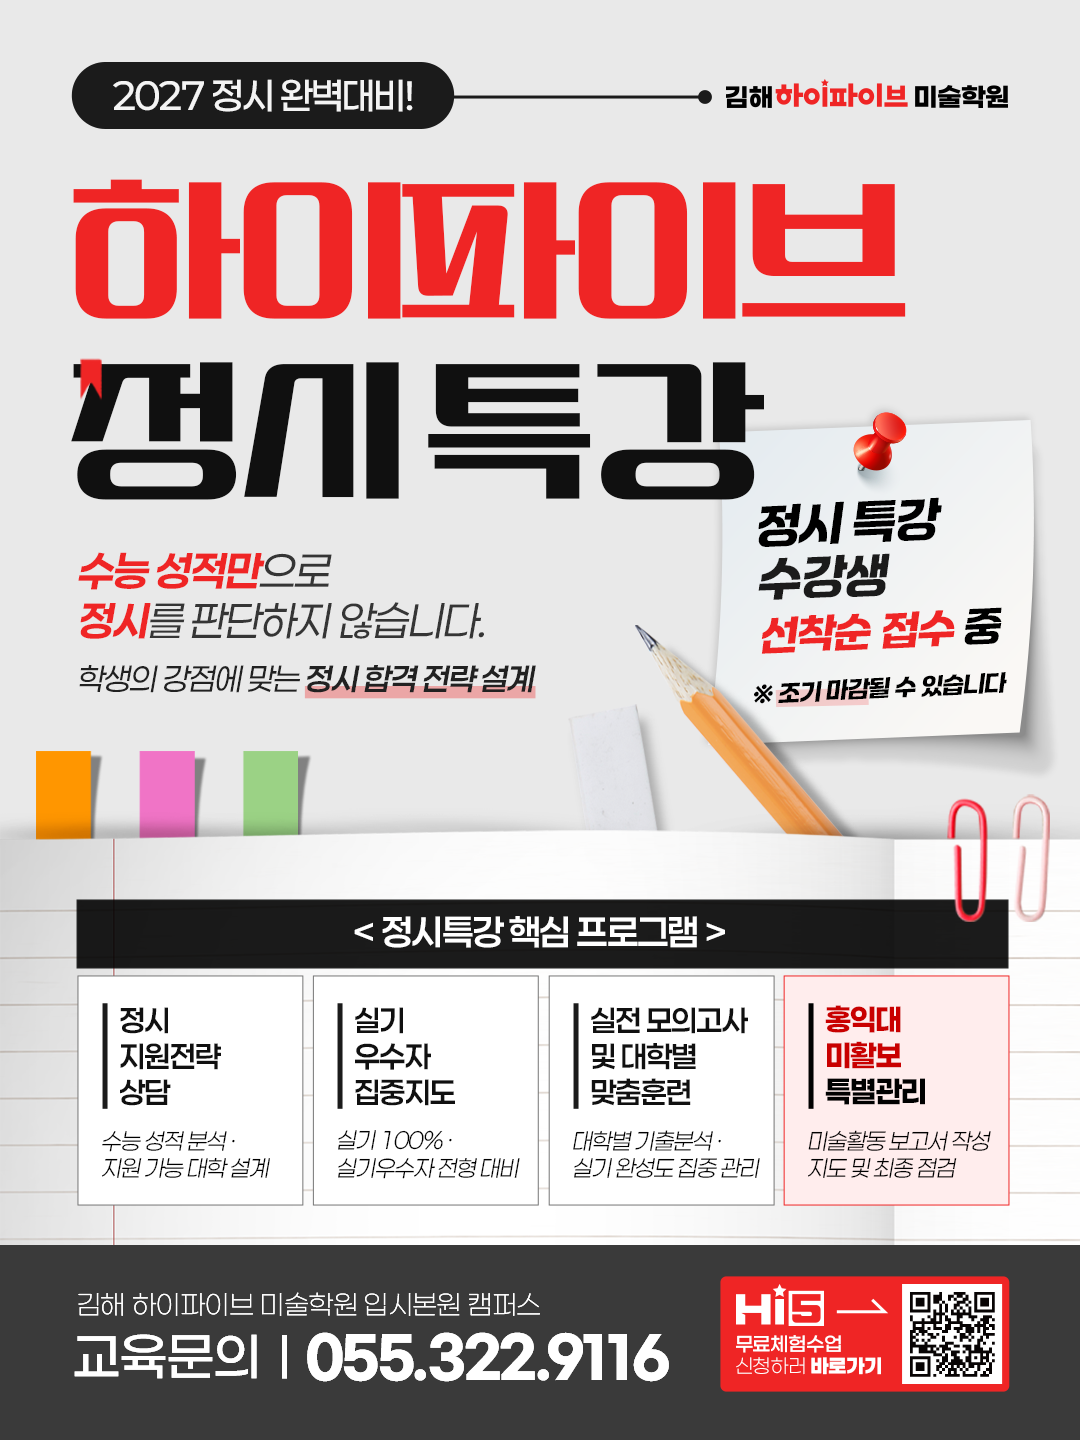 2027 정시 완벽대비!
김해하이파이브 미술학원
하이파이브
정시 특강
수능 성적만으로
정시를 판단하지 않습니다.
학생의 강점에 맞는 정시 합격 전략 설계
정시 특강
수강생
선착순 접수 중
※ 조기 마감될 수 있습니다
< 정시특강 핵심 프로그램 >
정시
지원전략
상담
수능 성적 분석 ·
지원 가능 대학 설계
실기
우수자
집중지도
실기 100% ·
실기우수자 전형 대비
실전 모의고사
및 대학별
맞춤훈련
대학별 기출분석 ·
실기 완성도 집중 관리
홍익대
미활보
특별관리
미술활동 보고서 작성
지도 및 최종 점검
김해 하이파이브 미술학원 입시본원 캠퍼스
교육문의 | 055.322.9116
Hi5
무료체험수업
신청하러 바로가기